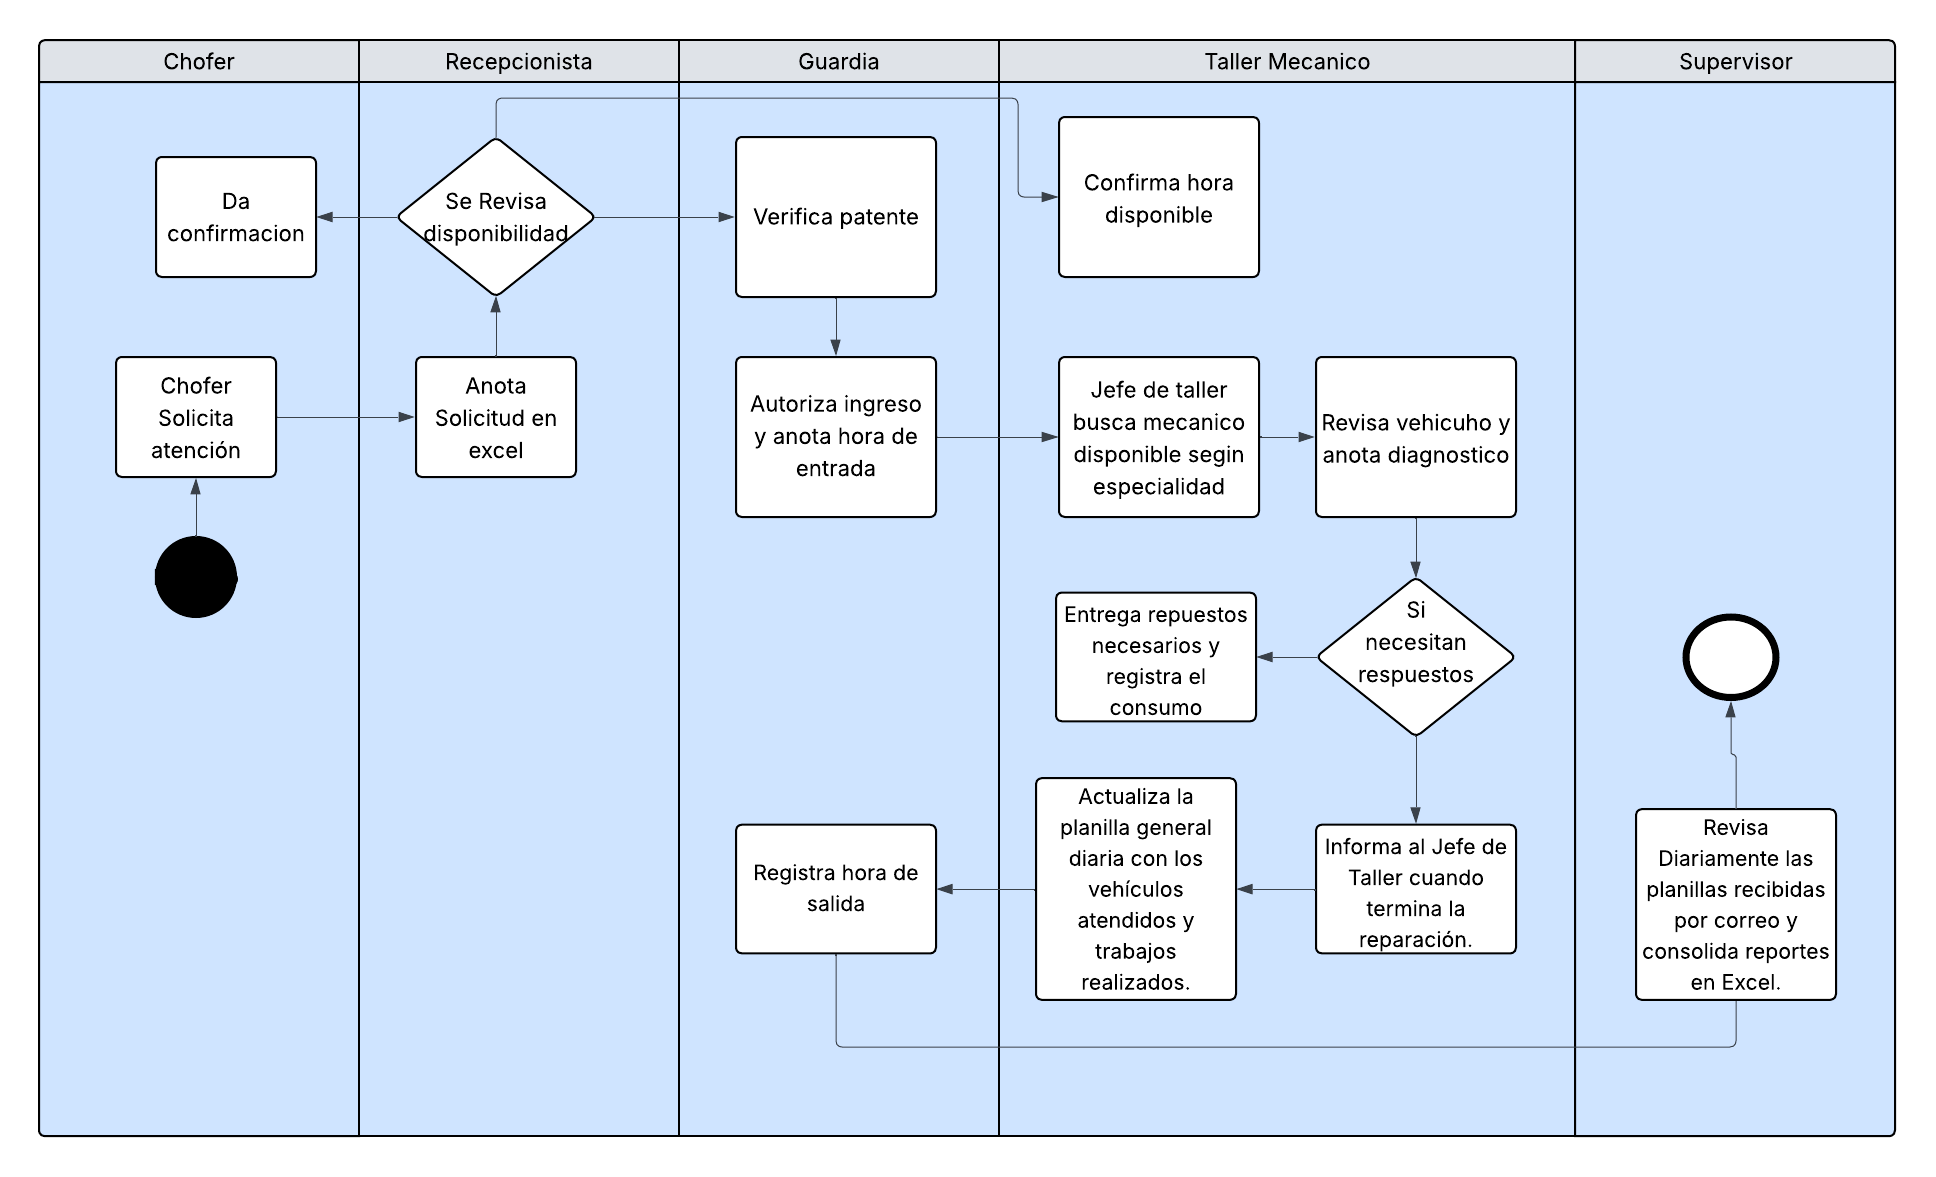 Chofer
Recepcionista
Guardia
Taller Mecanico
Supervisor
Da
confirmacion
Se Revisa
disponibilidad
Verifica patente
Confirma hora
disponible
Chofer
Solicita
atención
Anota
Solicitud en
excel
Autoriza ingreso
y anota hora de
entrada
Jefe de taller
busca mecanico
disponible segin
especialidad
Revisa vehicuho y
anota diagnostico
Entrega repuestos
necesarios y
registra el
consumo
Si
necesitan
respuestos
Registra hora de
salida
Actualiza la
planilla general
diaria con los
vehículos
atendidos y
trabajos
realizados.
Informa al Jefe de
Taller cuando
termina la
reparación.
Revisa
Diariamente las
planillas recibidas
por correo y
consolida reportes
en Excel.